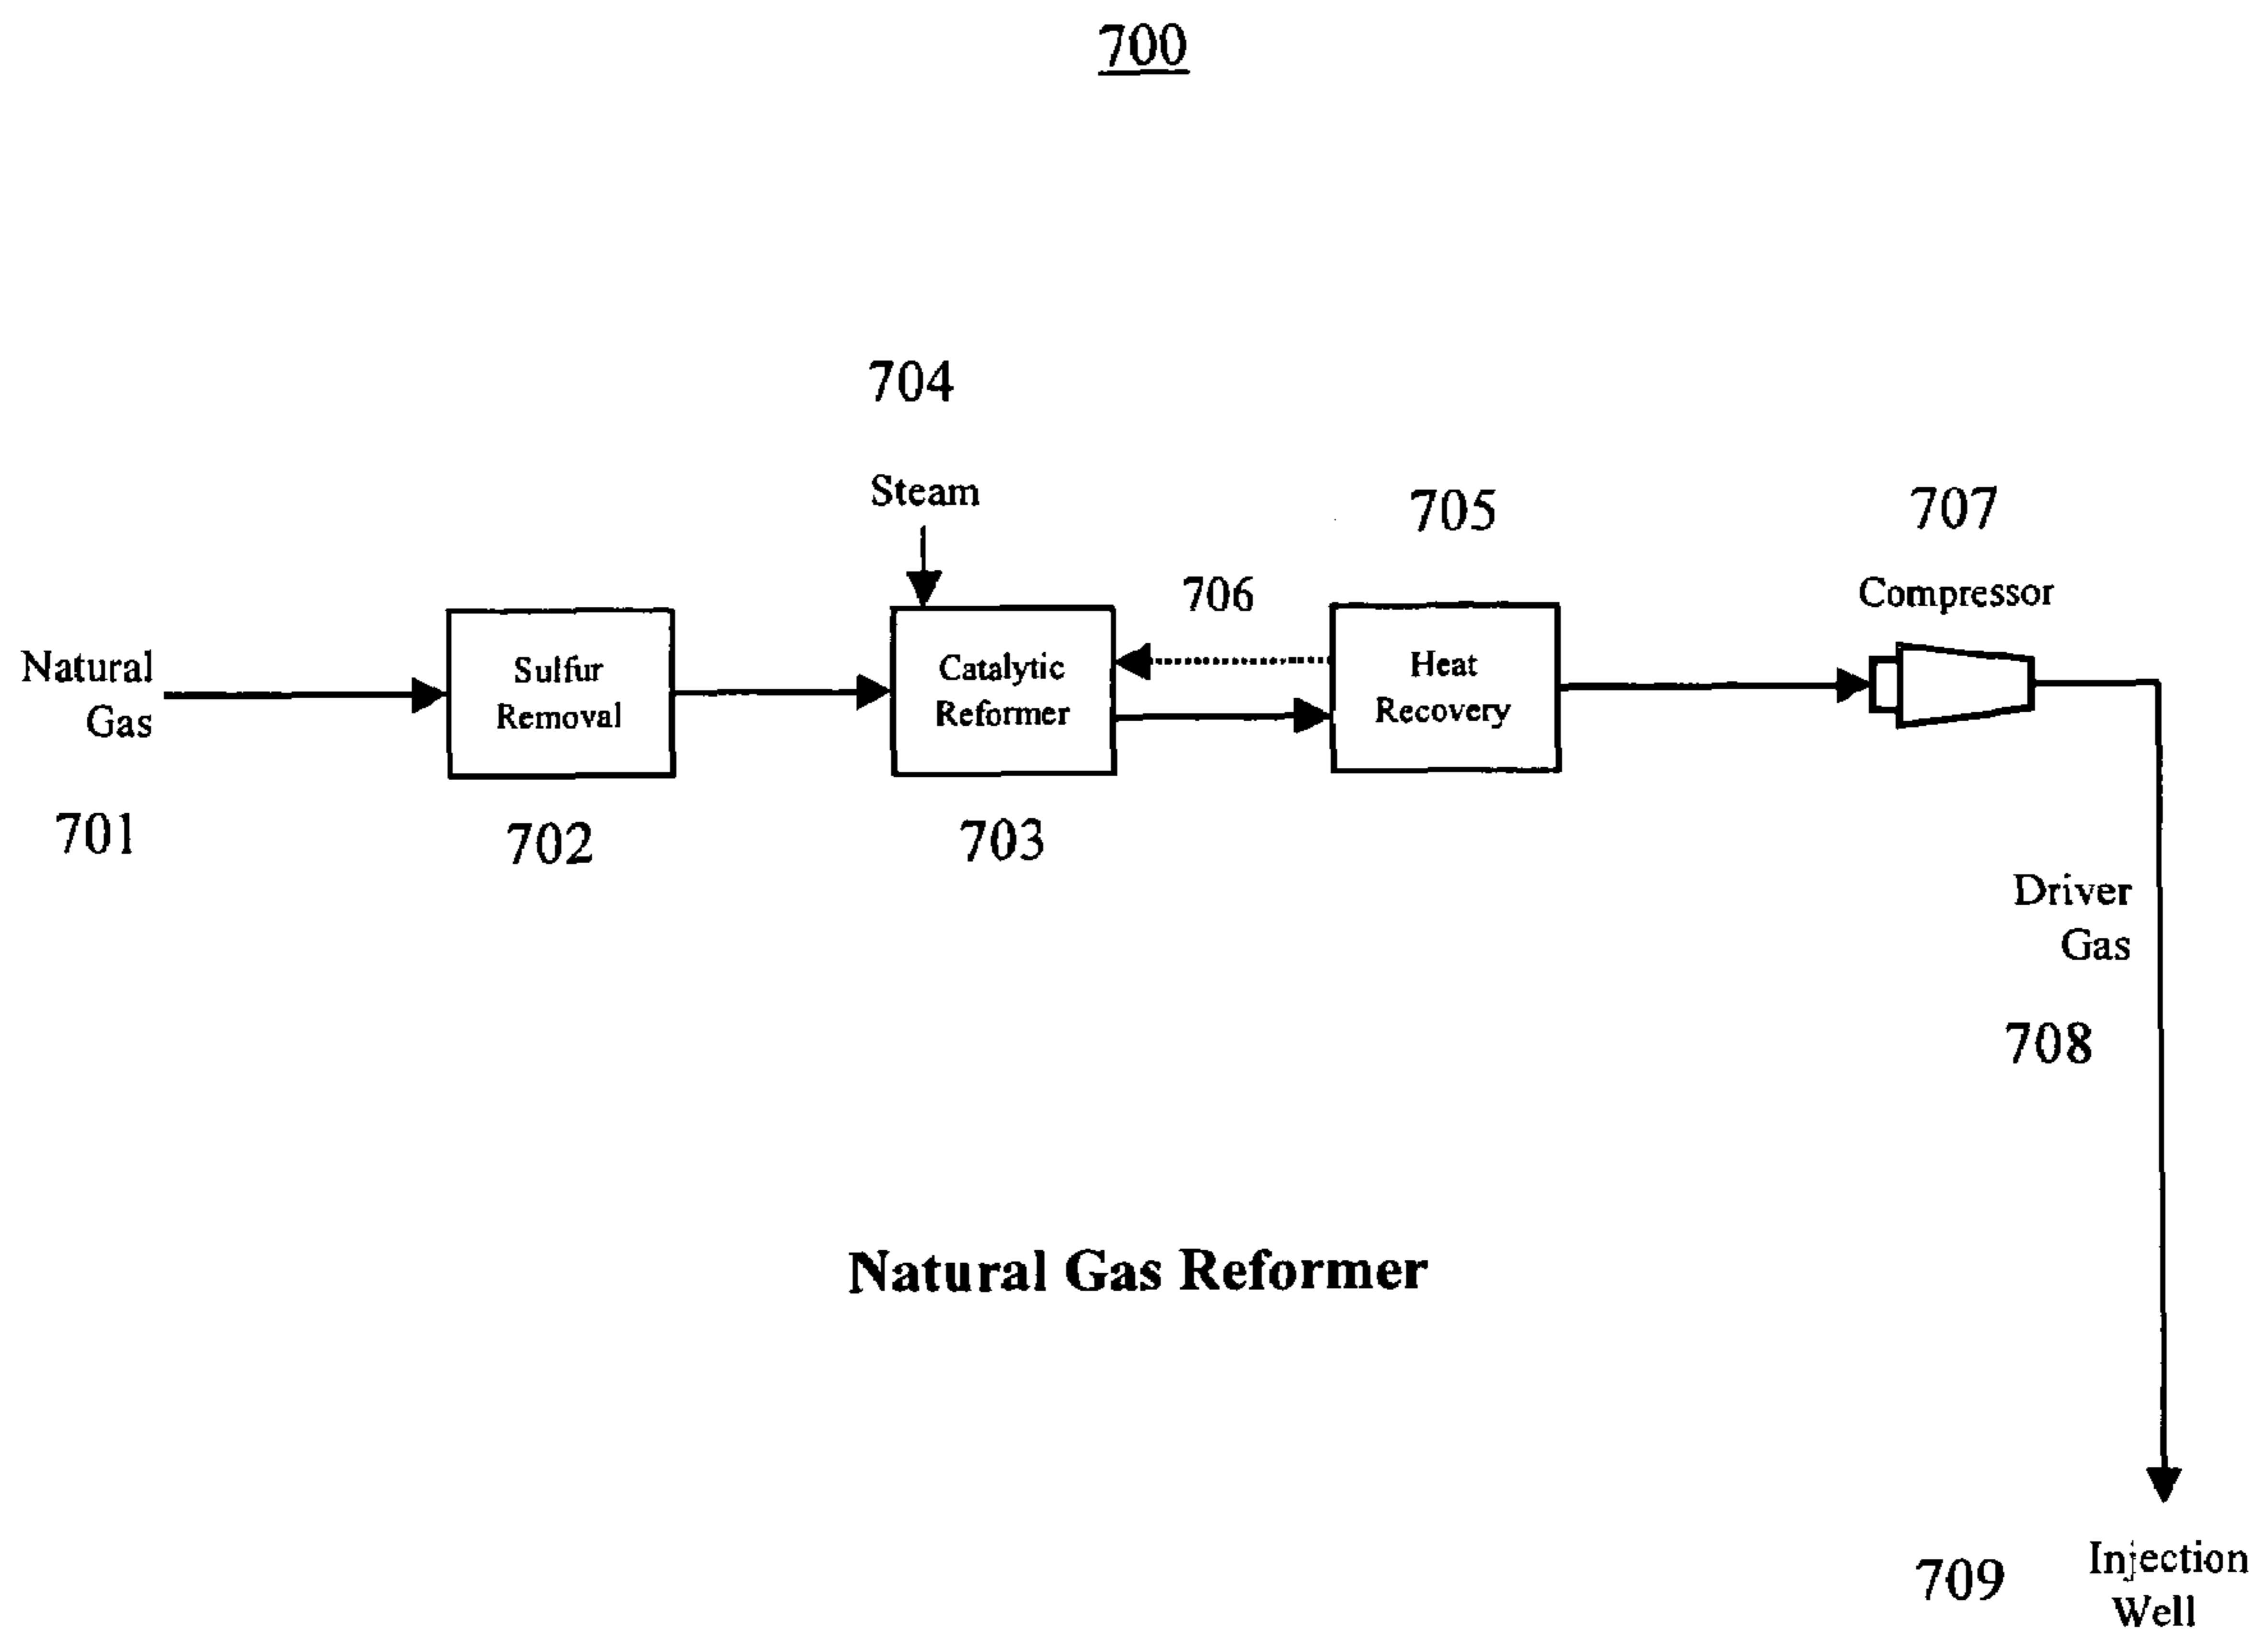 700
704
Steam
705
707
706
Compressor
Natural
Gas
Sulfur
Removal
Catalytic
Reformer
Heat
Recovery
701
702
703
Driver
Gas
708
Natural Gas Reformer
709
Injection
Well